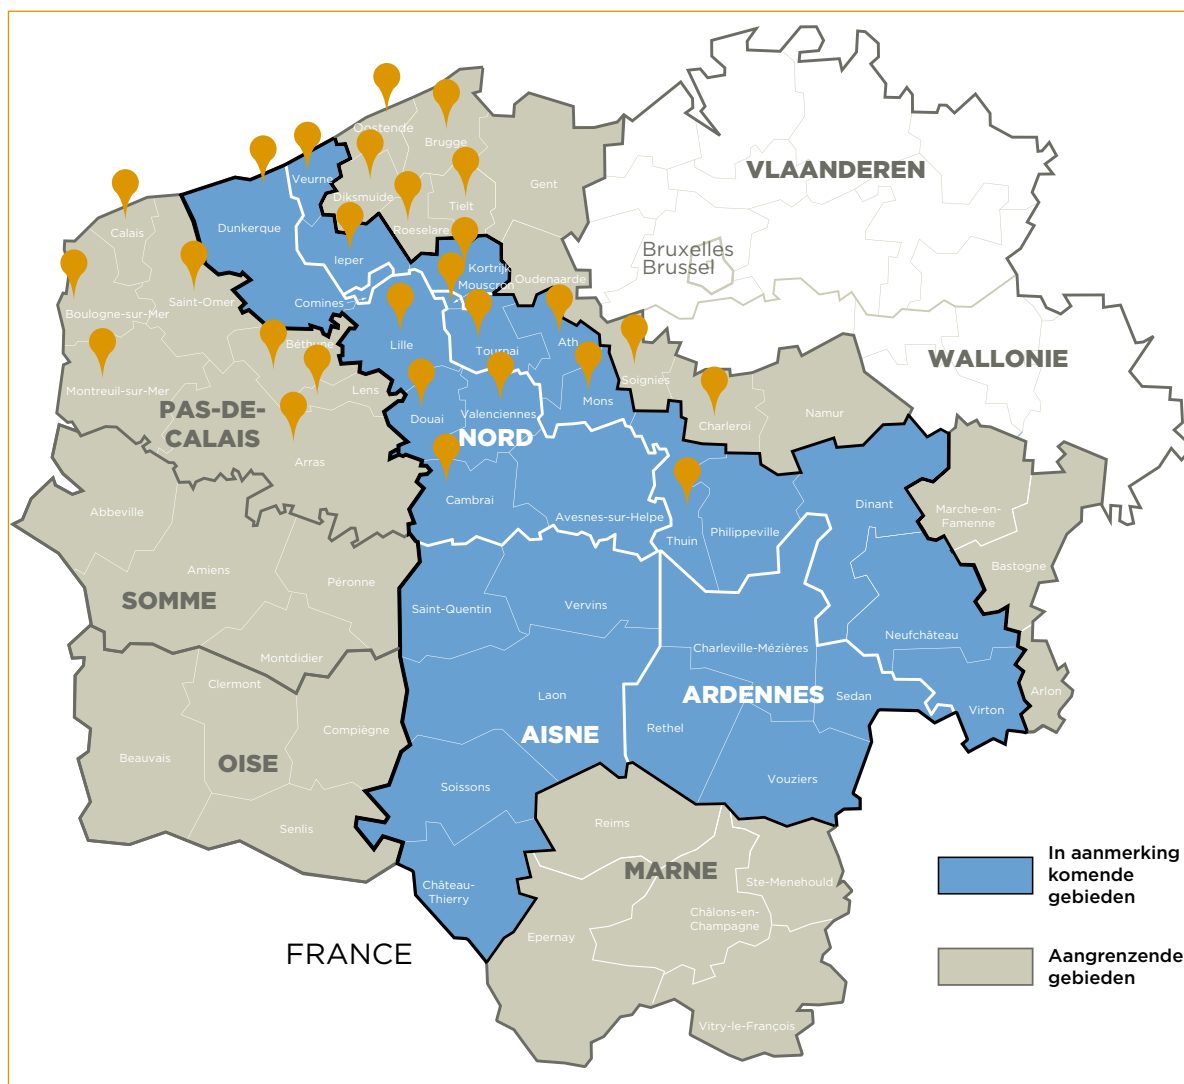 Oostende
Brugge
VLAANDEREN
Veurne
Gent
Diksmuide
Tielt
Dunkerque
Calais
Roeselare
Bruxelles
Brussel
Ieper
Kortrijk
Oudenaarde
Mouscron
Saint-Omer
Comines
Boulogne-sur-Mer
Béthune
Lille
Tournai
Ath
WALLONIE
Soignies
Montreuil-sur-Mer
Lens
Mons
PAS-DE-
CALAIS
Douai
Valenciennes
NORD
Charleroi
Namur
Arras
Cambrai
Abbeville
Avesnes-sur-Helpe
Thuin
Philippeville
Dinant
Marche-en-
Famenne
Bastogne
Amiens
Péronne
SOMME
Saint-Quentin
Vervins
Neufchâteau
Montdidier
Charleville-Mézières
Clermont
Laon
ARDENNES
Sedan
Arlon
Virton
Compiègne
Beauvais
OISE
AISNE
Rethel
Soissons
Vouziers
Senlis
Reims
MARNE
Château-
Thierry
Ste-Menehould
Châlons-en-
Champagne
Epernay
FRANCE
Vitry-le-François
In aanmerking
komende
gebieden
Aangrenzende
gebieden